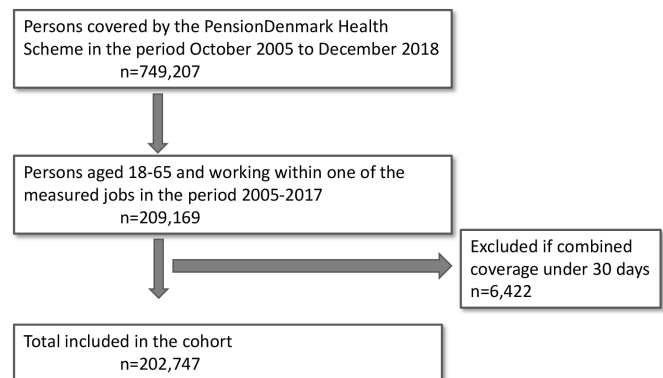 Persons covered by the PensionDenmark Health
Scheme in the period October 2005 to December 2018
n=749,207
Persons aged 18-65 and working within one of the
measured jobs in the period 2005-2017
n=209,169
Excluded if combined
coverage under 30 days
n=6,422
Total included in the cohort
n=202,747